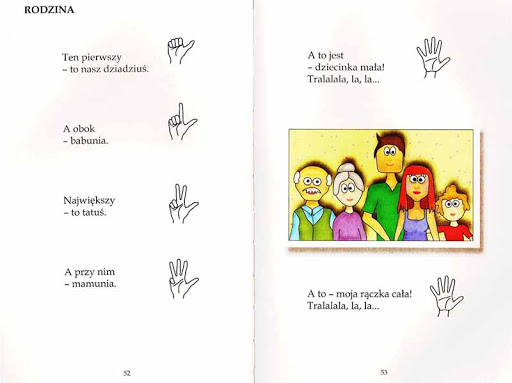 RODZINA
Ten pierwszy
– to nasz dziadziuś.
A obok
– babunia.
Największy
– to tatuś.
A przy nim
– mamunia.
52
A to jest
– dziecinka mała!
Tralalala, la, la...
A to – moja rączka cała!
Tralalala, la, la...
53